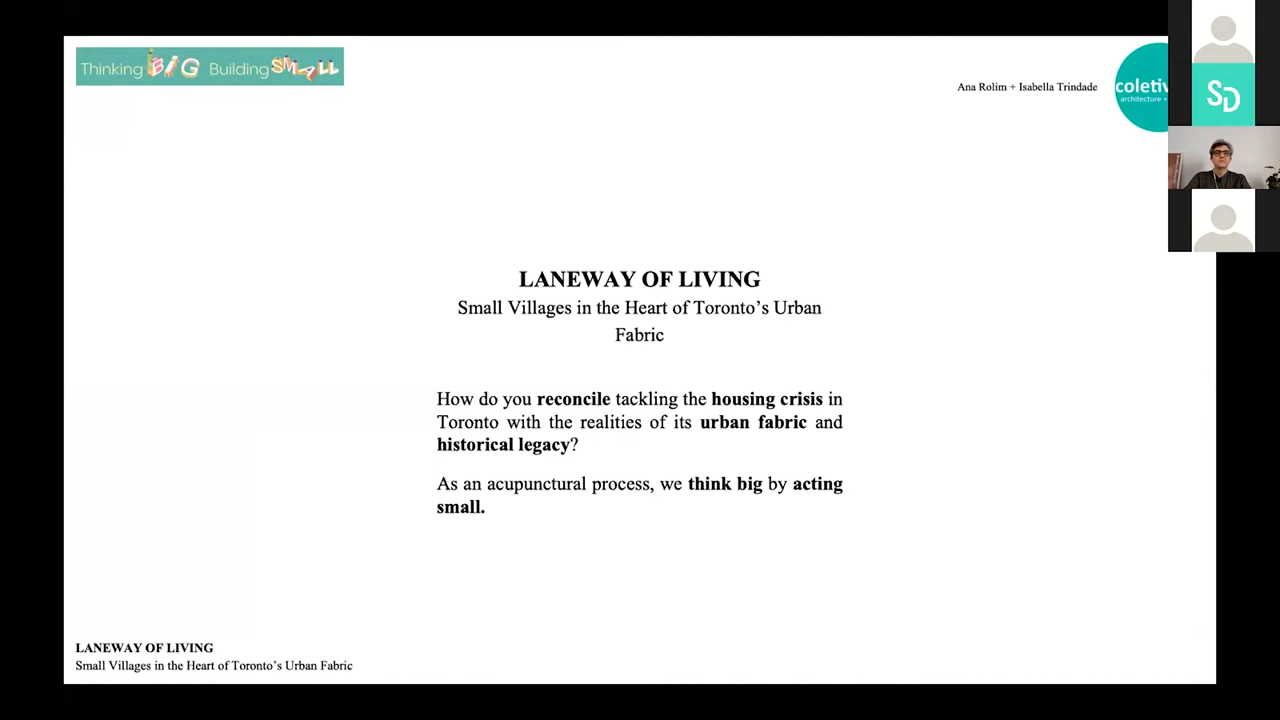 Thinking BIG Building SMALL
Ana Rolim + Isabella Trindade
architecture +
SD
LANEWAY OF LIVING
Small Villages in the Heart of Toronto’s Urban
Fabric
How do you reconcile tackling the housing crisis in
Toronto with the realities of its urban fabric and
historical legacy?
As an acupunctural process, we think big by acting
small.
LANEWAY OF LIVING
Small Villages in the Heart of Toronto’s Urban Fabric